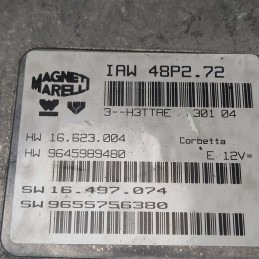 MAGNETI
MARELLI
IAW 48P2.72
3--H3TTAE ..301 04
HW 16.623.004
Corbetta
HW 9645989480
E 12V=
SW 16.497.074
SW 9655756380